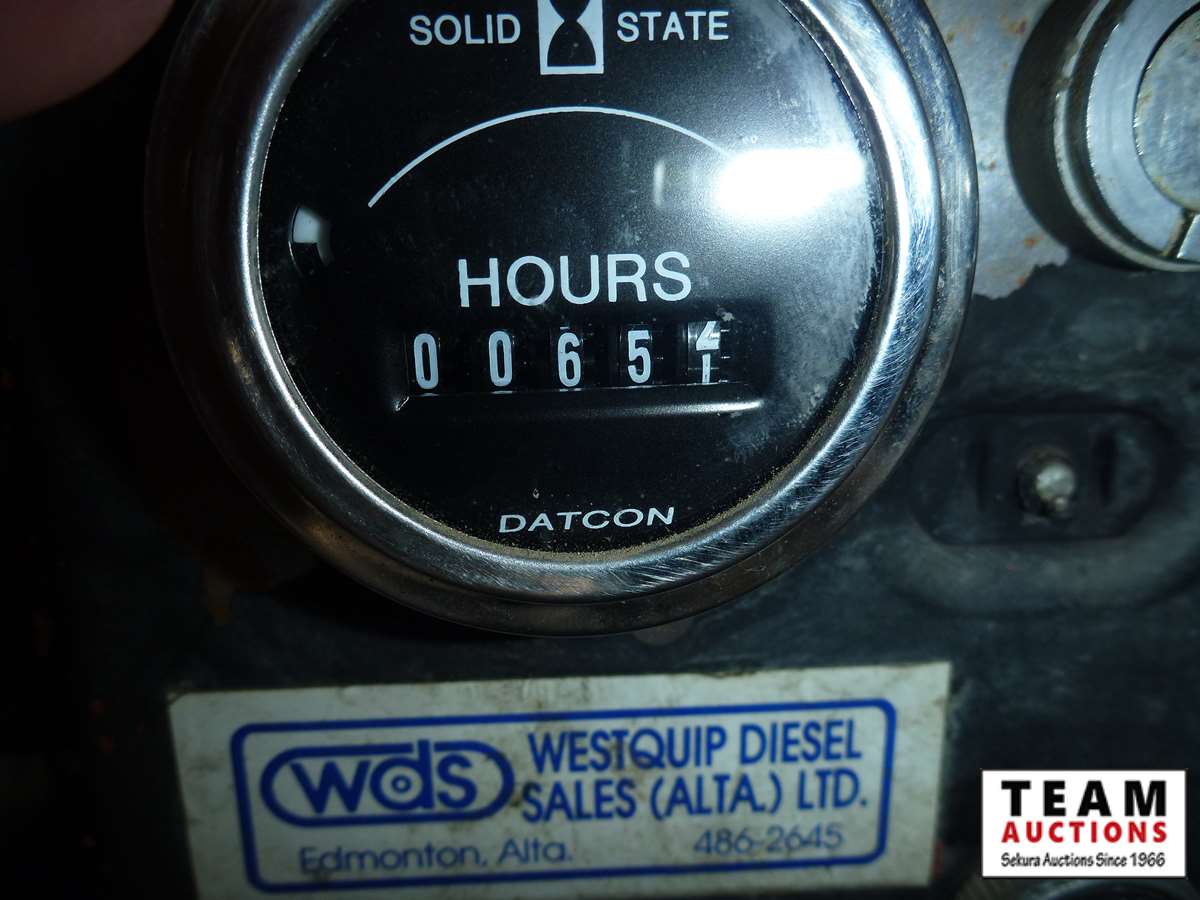 SOLID STATE
HOURS
0065
DATCON
wds
WESTQUIP DIESEL
SALES (ALTA.) LTD.
Edmonton, Alta. 486-2645
TEAM
AUCTIONS
Sekura Auctions Since 1966